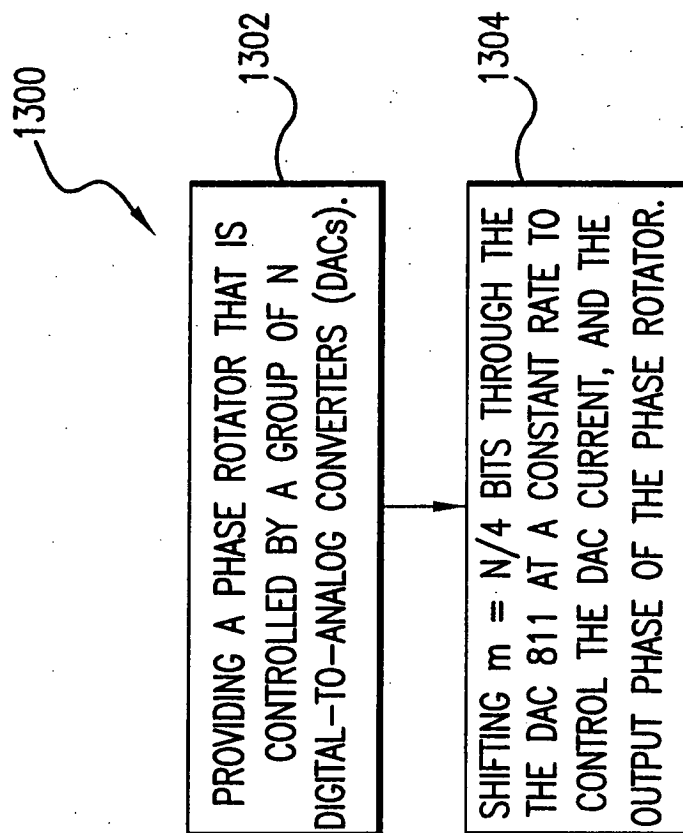 1300
1302
PROVIDING A PHASE ROTATOR THAT IS
CONTROLLED BY A GROUP OF N
DIGITAL-TO-ANALOG CONVERTERS (DACs).
1304
SHIFTING m = N/4 BITS THROUGH THE
THE DAC 811 AT A CONSTANT RATE TO
CONTROL THE DAC CURRENT, AND THE
OUTPUT PHASE OF THE PHASE ROTATOR.